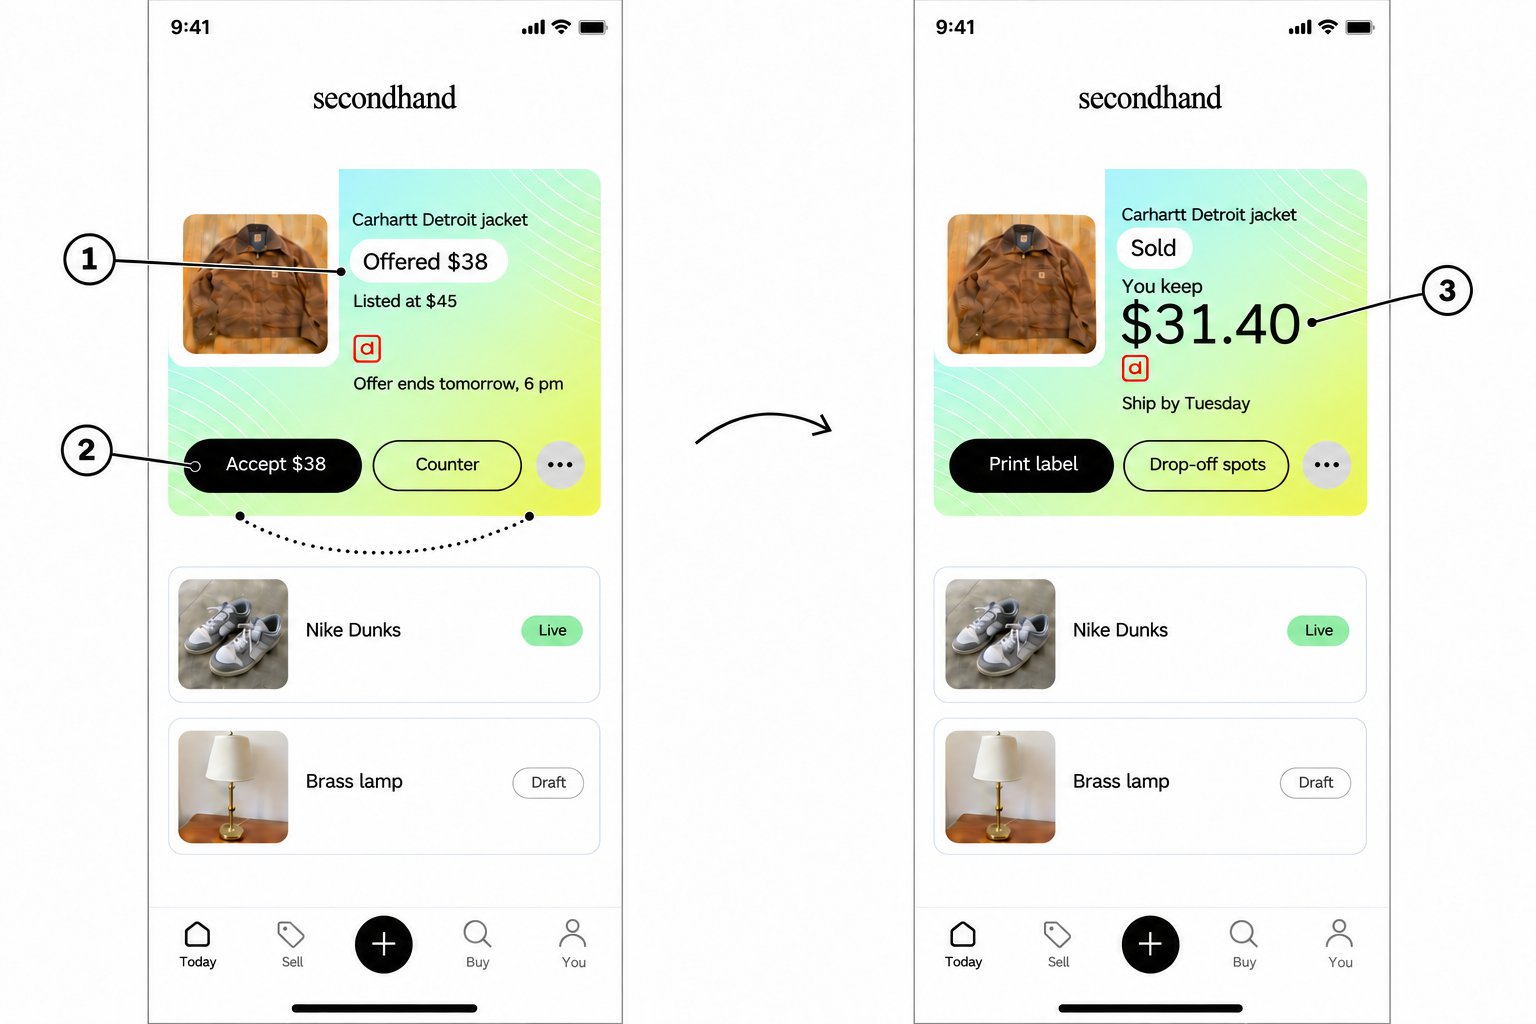 9:41
secondhand
Carhartt Detroit jacket
1
Offered $38
Listed at $45
d
Offer ends tomorrow, 6 pm
2
Accept $38
Counter
Nike Dunks
Live
Brass lamp
Draft
Today
Sell
Buy
You
9:41
secondhand
Carhartt Detroit jacket
Sold
You keep
3
$31.40
d
Ship by Tuesday
Print label
Drop-off spots
Nike Dunks
Live
Brass lamp
Draft
Today
Sell
Buy
You